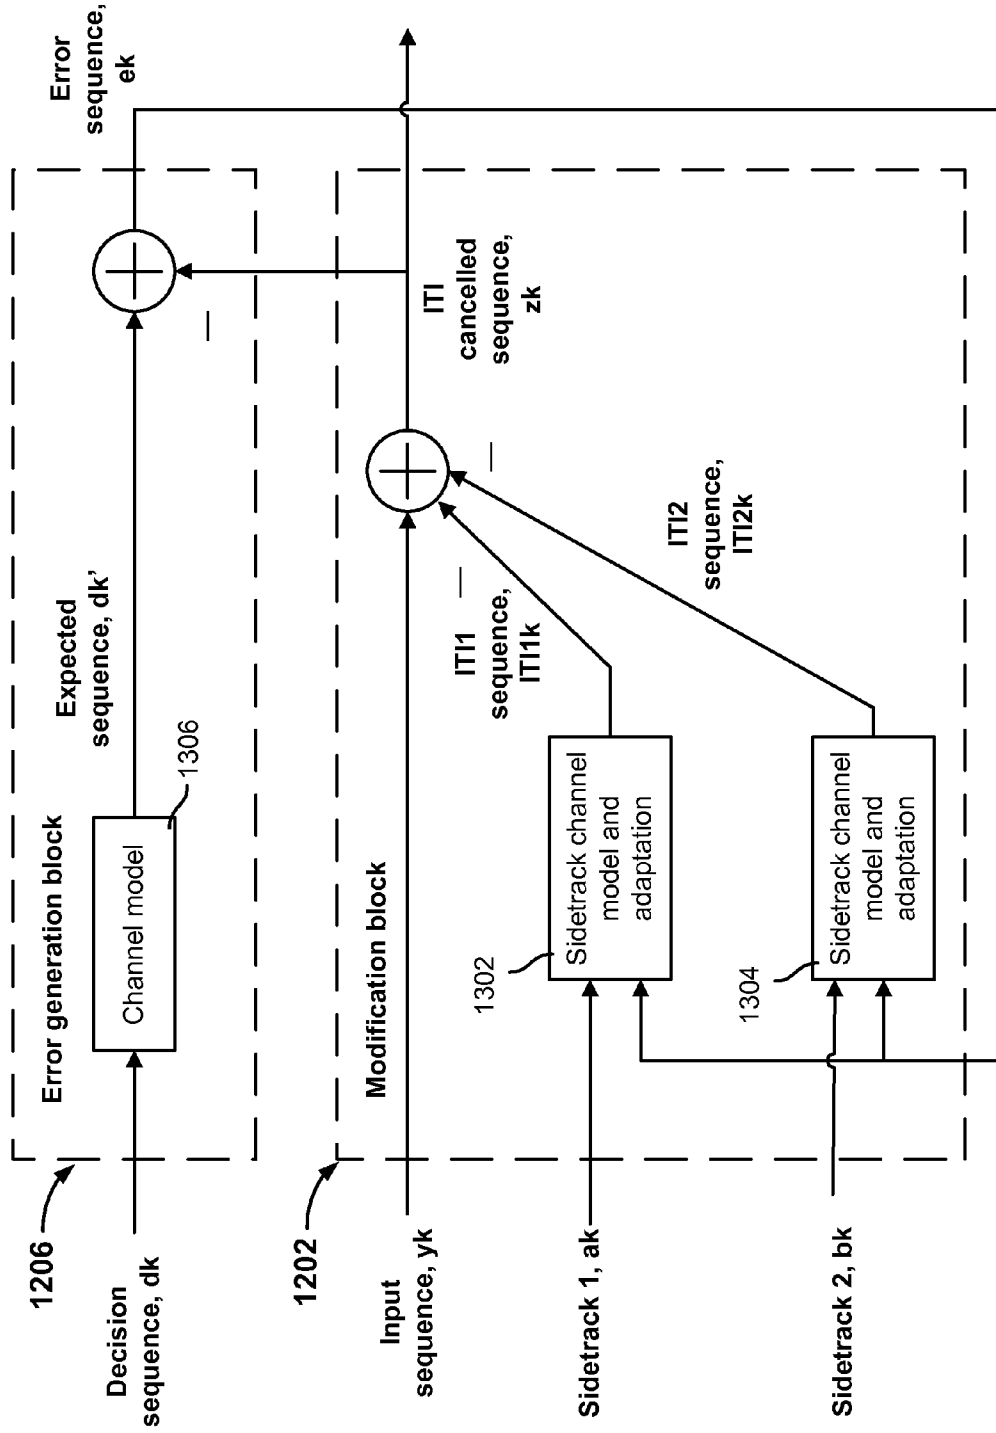 1206
Error generation block
Decision
sequence, dk
Channel model
1306
Expected
sequence, dk’
Error
sequence,
ek
1202
Modification block
Input
sequence, yk
ITI
cancelled
sequence,
zk
Sidetrack 1, ak
1302
Sidetrack channel
model and
adaptation
ITI1
sequence,
ITI1k
Sidetrack 2, bk
1304
Sidetrack channel
model and
adaptation
ITI2
sequence,
ITI2k